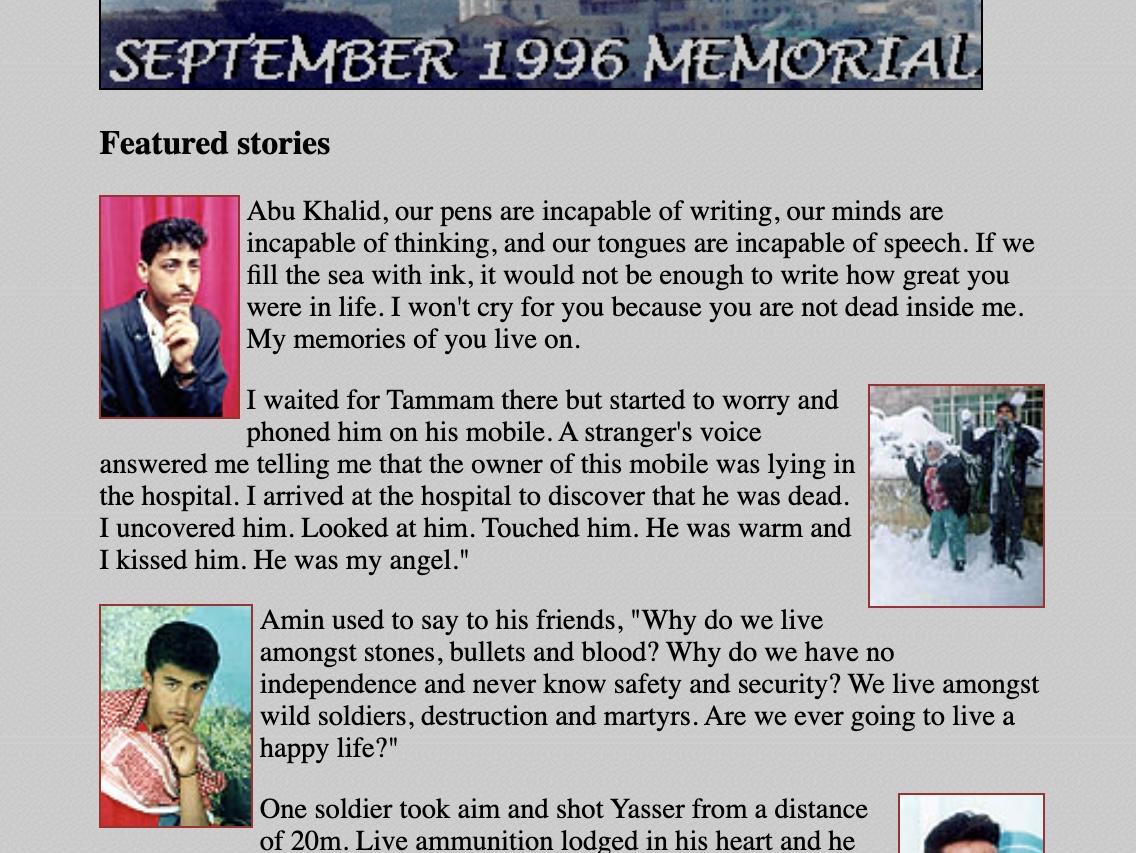 SEPTEMBER 1996 MEMORIAL
Featured stories
Abu Khalid, our pens are incapable of writing, our minds are
incapable of thinking, and our tongues are incapable of speech. If we
fill the sea with ink, it would not be enough to write how great you
were in life. I won't cry for you because you are not dead inside me.
My memories of you live on.
I waited for Tammam there but started to worry and
phoned him on his mobile. A stranger's voice
answered me telling me that the owner of this mobile was lying in
the hospital. I arrived at the hospital to discover that he was dead.
I uncovered him. Looked at him. Touched him. He was warm and
I kissed him. He was my angel."
Amin used to say to his friends, "Why do we live
amongst stones, bullets and blood? Why do we have no
independence and never know safety and security? We live amongst
wild soldiers, destruction and martyrs. Are we ever going to live a
happy life?"
One soldier took aim and shot Yasser from a distance
of 20m. Live ammunition lodged in his heart and he